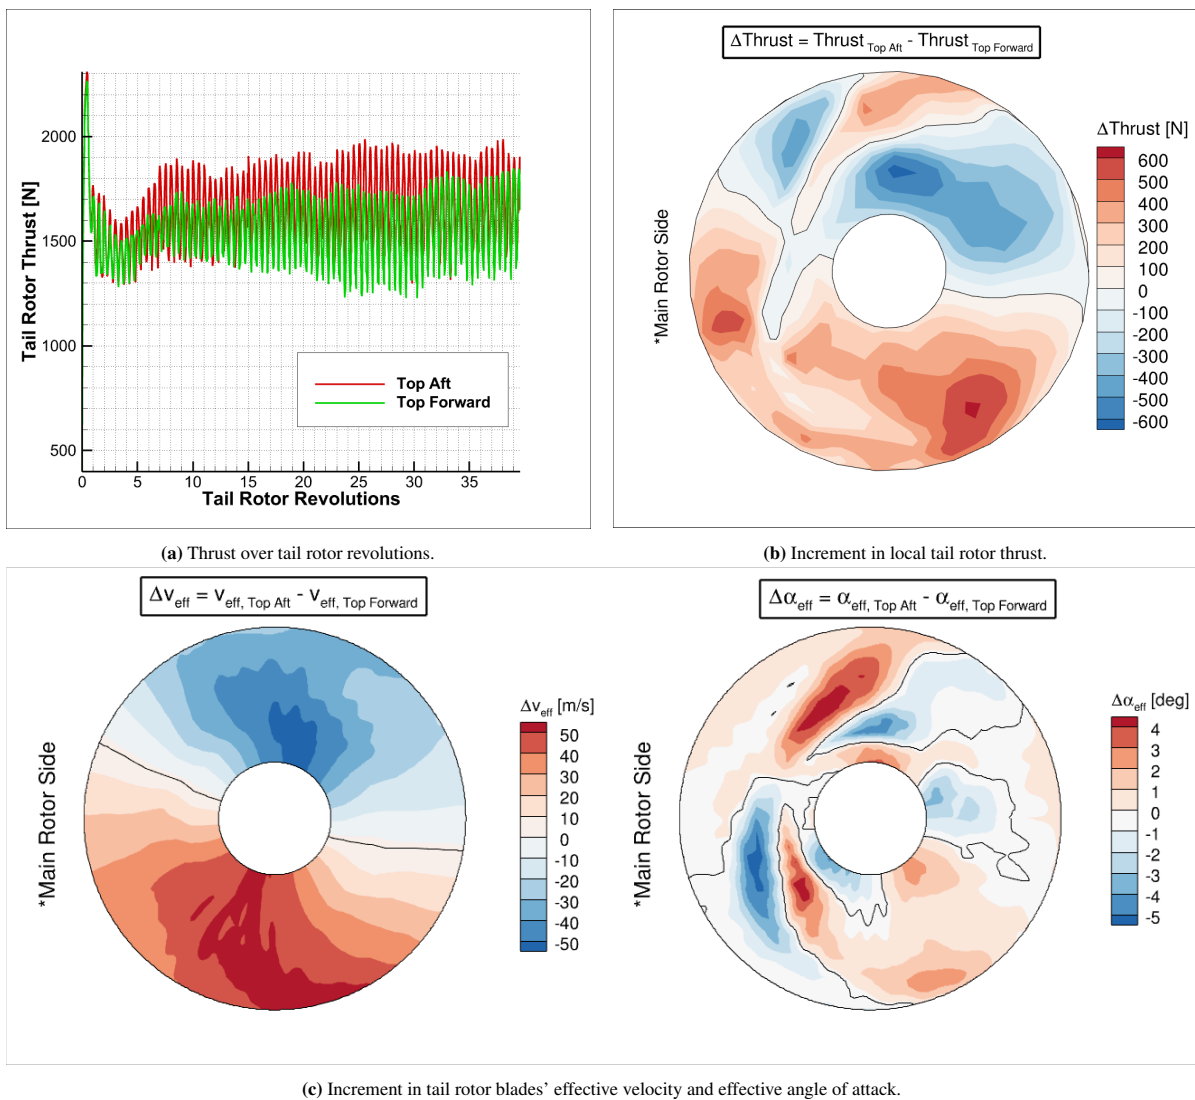 2000
1500
1000
500
0
5
10
15
20
25
30
35
Tail Rotor Thrust [N]
Tail Rotor Revolutions
Top Aft
Top Forward
(a) Thrust over tail rotor revolutions.
ΔThrust = Thrust Top Aft - Thrust Top Forward
*Main Rotor Side
ΔThrust [N]
600
500
400
300
200
100
0
-100
-200
-300
-400
-500
-600
(b) Increment in local tail rotor thrust.
Δveff = veff, Top Aft - veff, Top Forward
*Main Rotor Side
Δveff [m/s]
50
40
30
20
10
0
-10
-20
-30
-40
-50
Δαeff = αeff, Top Aft - αeff, Top Forward
*Main Rotor Side
Δαeff [deg]
4
3
2
1
0
-1
-2
-3
-4
-5
(c) Increment in tail rotor blades' effective velocity and effective angle of attack.